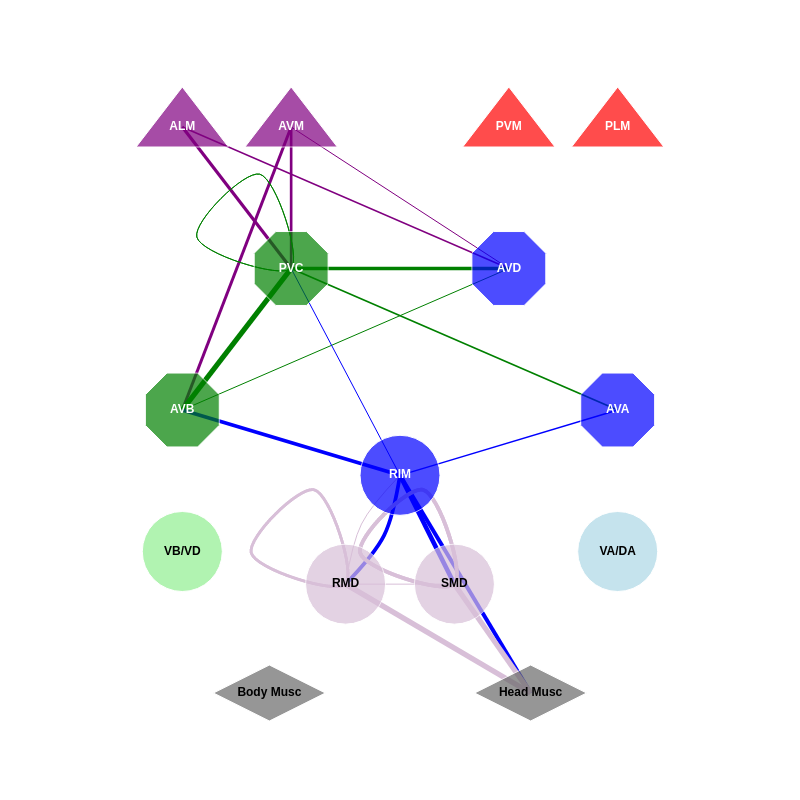 ALM
AVM
PVM
PLM
PVC
AVD
AVB
AVA
RIM
VB/VD
VA/DA
RMD
SMD
Body Musc
Head Musc